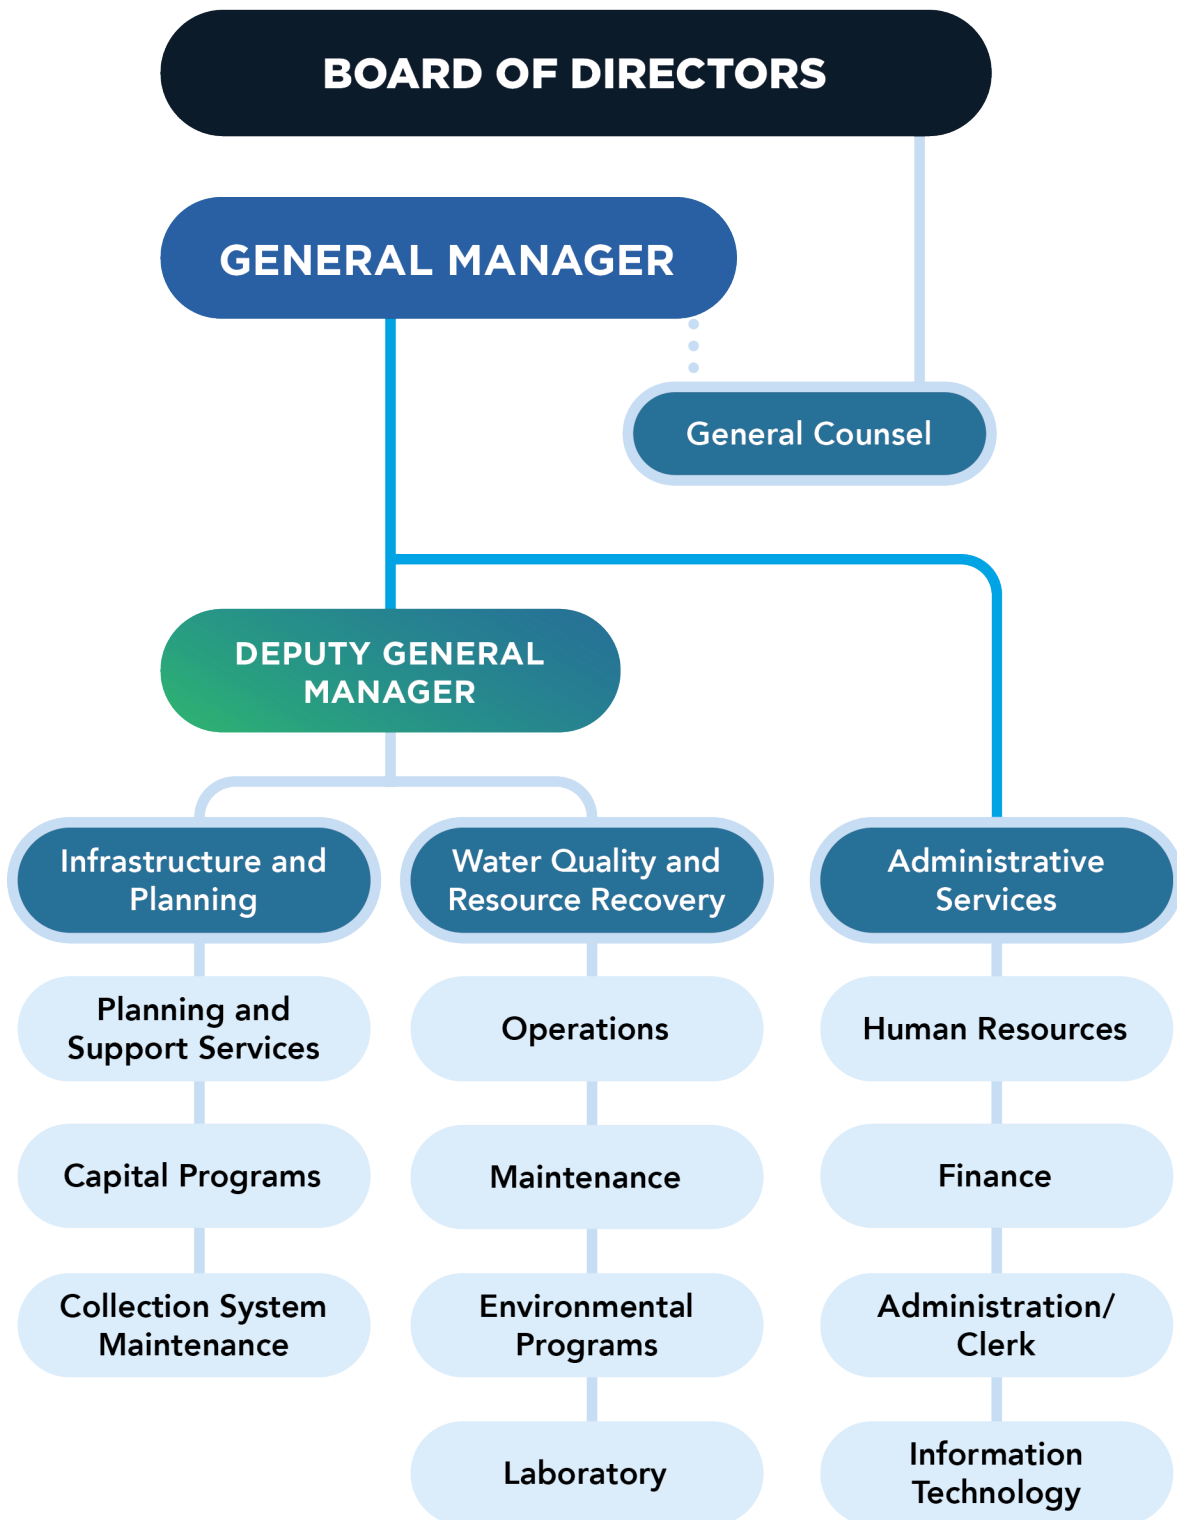 BOARD OF DIRECTORS
GENERAL MANAGER
General Counsel
DEPUTY GENERAL
MANAGER
Infrastructure and
Planning
Water Quality and
Resource Recovery
Administrative
Services
Planning and
Support Services
Operations
Human Resources
Capital Programs
Maintenance
Finance
Collection System
Maintenance
Environmental
Programs
Administration/
Clerk
Laboratory
Information
Technology